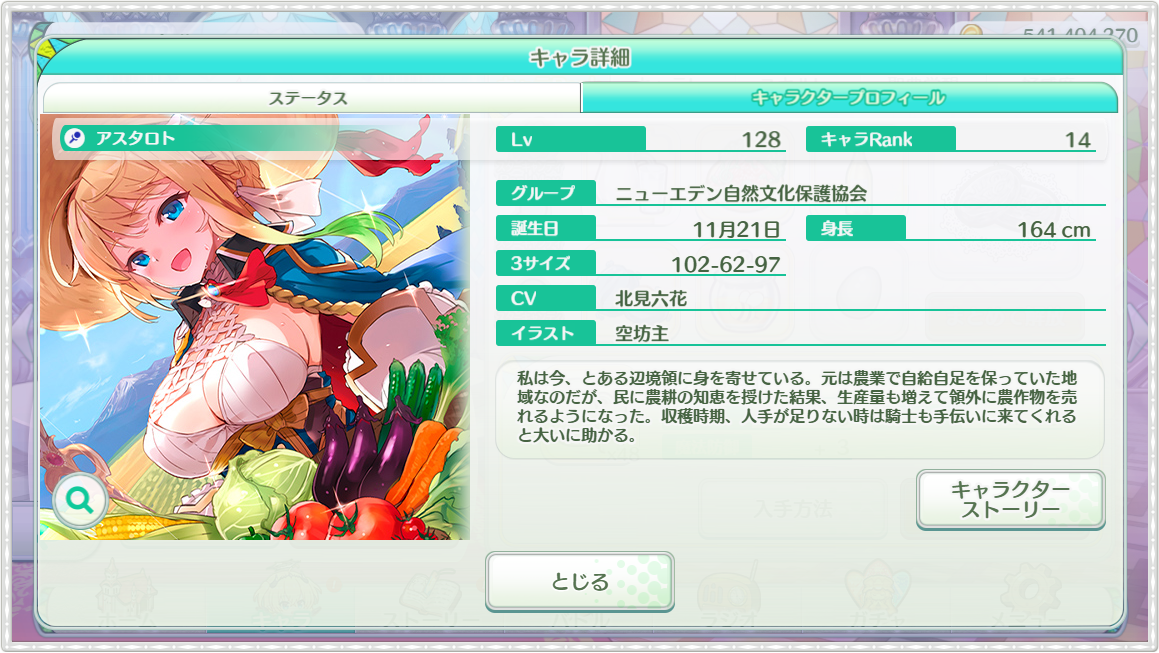 541,494,270
キャラ詳細
ステータス
キャラクタープロフィール
アスタロト
Lv 128 キャラRank 14
グループ ニューエデン自然文化保護協会
誕生日 11月21日 身長 164 cm
3サイズ 102-62-97
CV 北見六花
イラスト 空坊主
私は今、とある辺境領に身を寄せている。元は農業で自給自足を保っていた地
域なのだが、民に農耕の知恵を授けた結果、生産量も増えて領外に農作物を売
れるようになった。収穫時期、人手が足りない時は騎士も手伝いに来てくれる
と大いに助かる。
入手方法
キャラクター
ストーリー
とじる